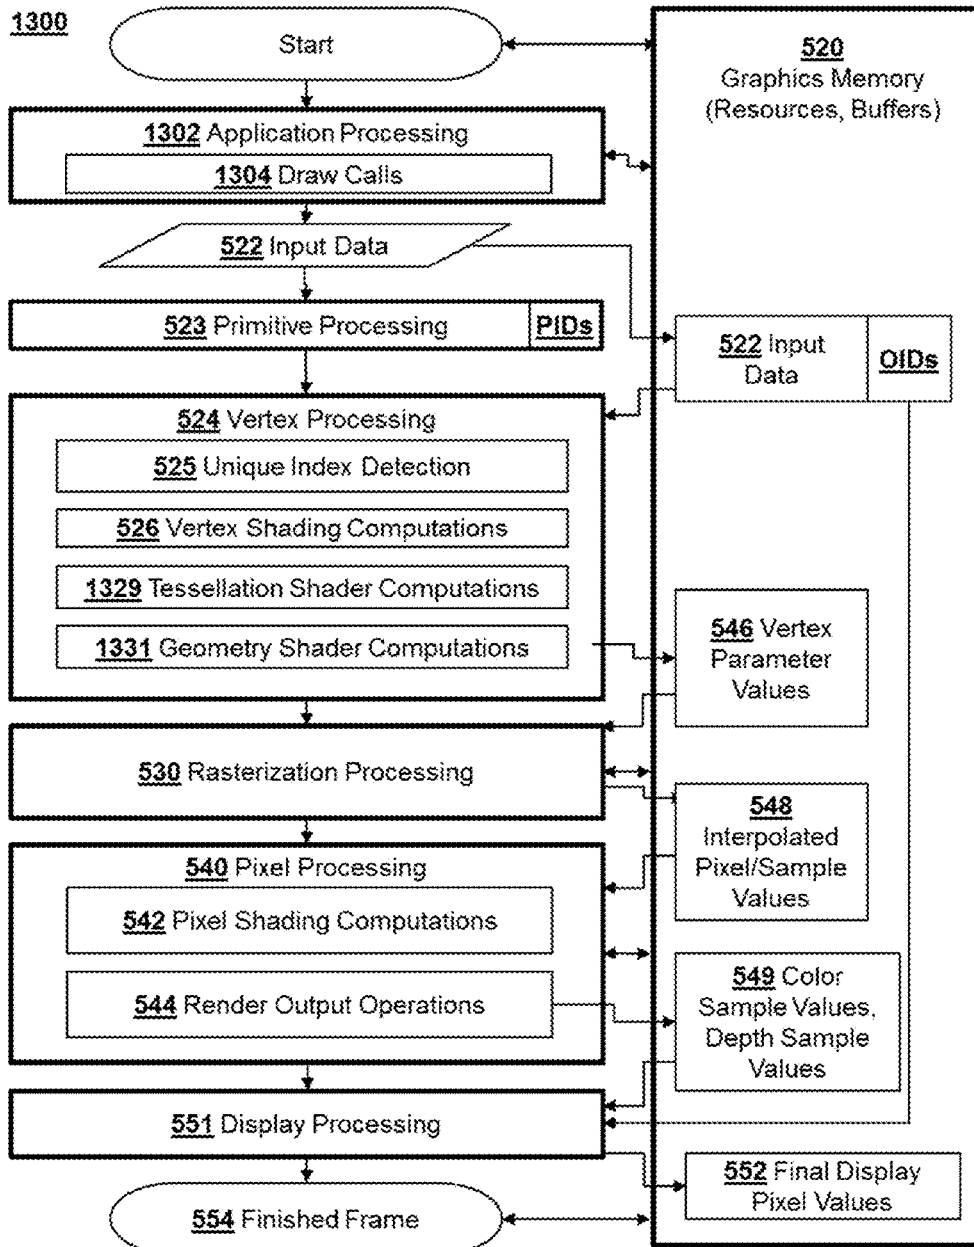 1300
Start
1302 Application Processing
1304 Draw Calls
522 Input Data
523 Primitive Processing
PIDs
524 Vertex Processing
525 Unique Index Detection
526 Vertex Shading Computations
1329 Tessellation Shader Computations
1331 Geometry Shader Computations
530 Rasterization Processing
540 Pixel Processing
542 Pixel Shading Computations
544 Render Output Operations
551 Display Processing
554 Finished Frame
520
Graphics Memory
(Resources, Buffers)
522 Input
Data
OIDs
546 Vertex
Parameter
Values
548
Interpolated
Pixel/Sample
Values
549 Color
Sample Values,
Depth Sample
Values
552 Final Display
Pixel Values